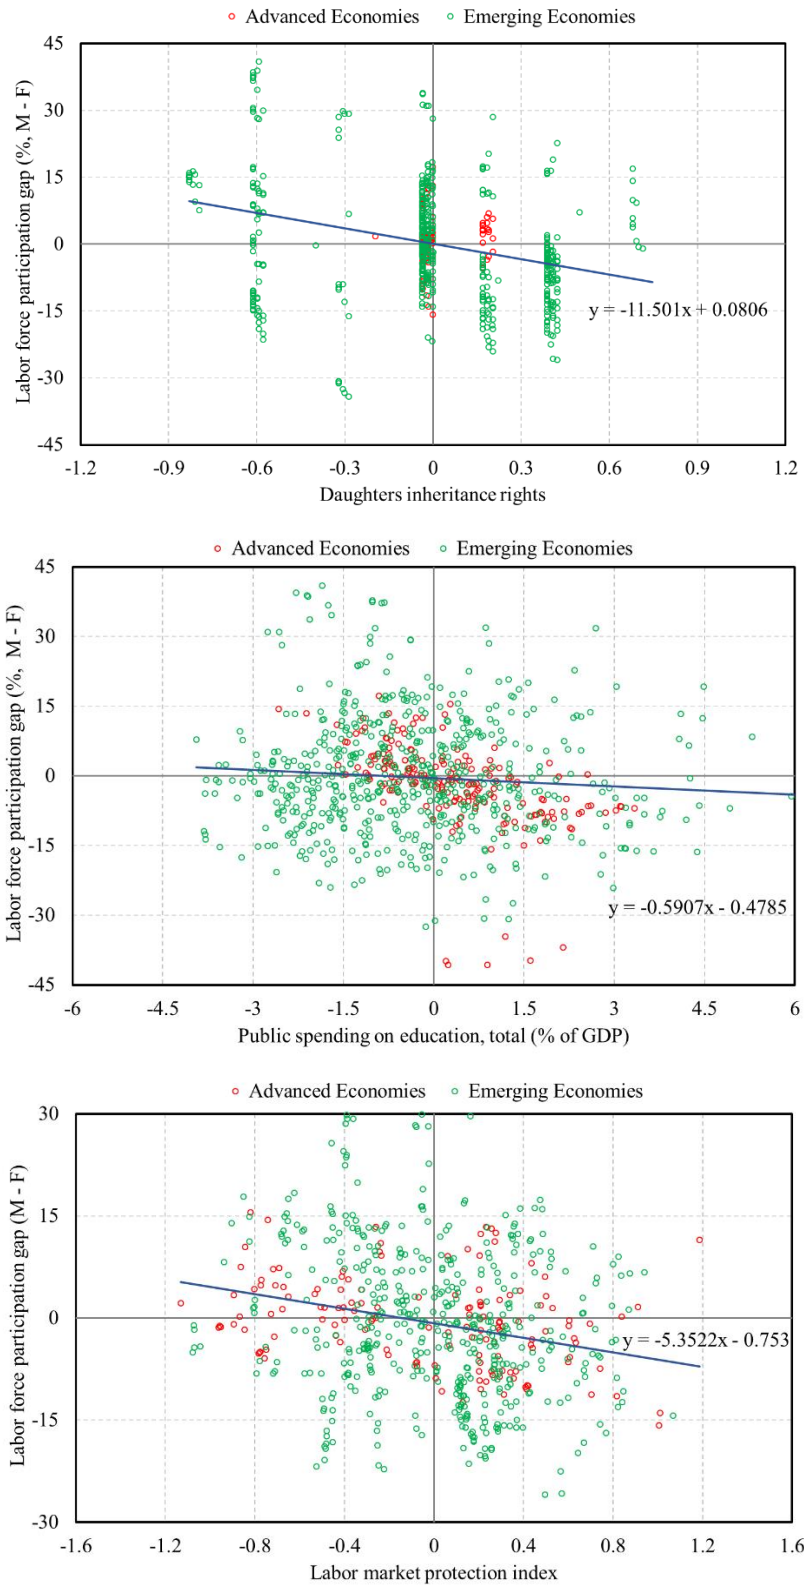 Advanced Economies Emerging Economies
Labor force participation gap (%, M - F)
45
30
15
0
-15
-30
-45
y = -11.501x + 0.0806
-1.2 -0.9 -0.6 -0.3 0 0.3 0.6 0.9 1.2
Daughters inheritance rights
Advanced Economies Emerging Economies
Labor force participation gap (%, M - F)
45
30
15
0
-15
-30
-45
y = -0.5907x - 0.4785
-6 -4.5 -3 -1.5 0 1.5 3 4.5 6
Public spending on education, total (% of GDP)
Advanced Economies Emerging Economies
Labor force participation gap (M - F)
30
15
0
-15
-30
y = -5.3522x - 0.753
-1.6 -1.2 -0.8 -0.4 0 0.4 0.8 1.2 1.6
Labor market protection index